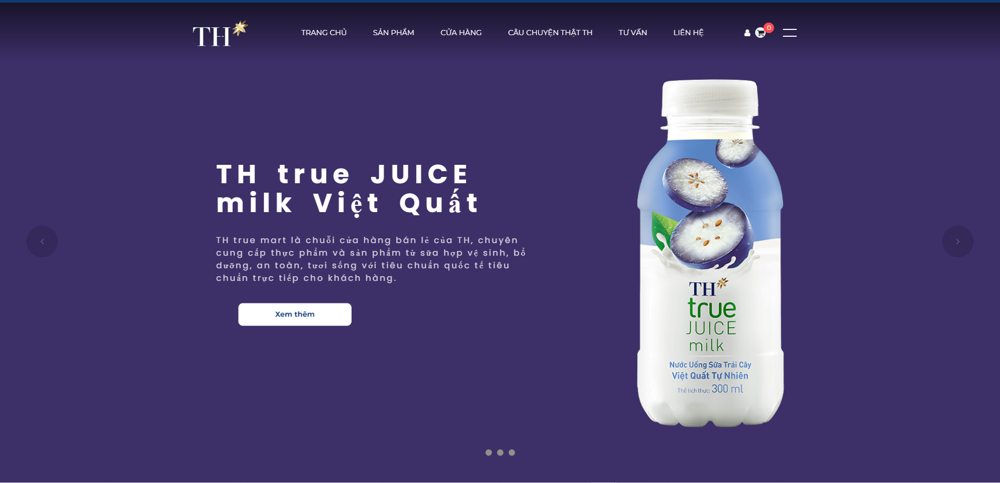 TH
TRANG CHỦ
SẢN PHẨM
CỬA HÀNG
CÂU CHUYỆN THẬT TH
TƯ VẤN
LIÊN HỆ
0
TH true JUICE
milk Việt Quất
TH true mart là chuỗi cửa hàng bán lẻ của TH, chuyên
cung cấp thực phẩm và sản phẩm từ sữa hợp vệ sinh, bổ
dưỡng, an toàn, tươi sống với tiêu chuẩn quốc tế tiêu
chuẩn trực tiếp cho khách hàng.
Xem thêm
TH
true
JUICE
milk
Nước Uống Sữa Trái Cây
Việt Quất Tự Nhiên
Thể tích thực: 300 ml